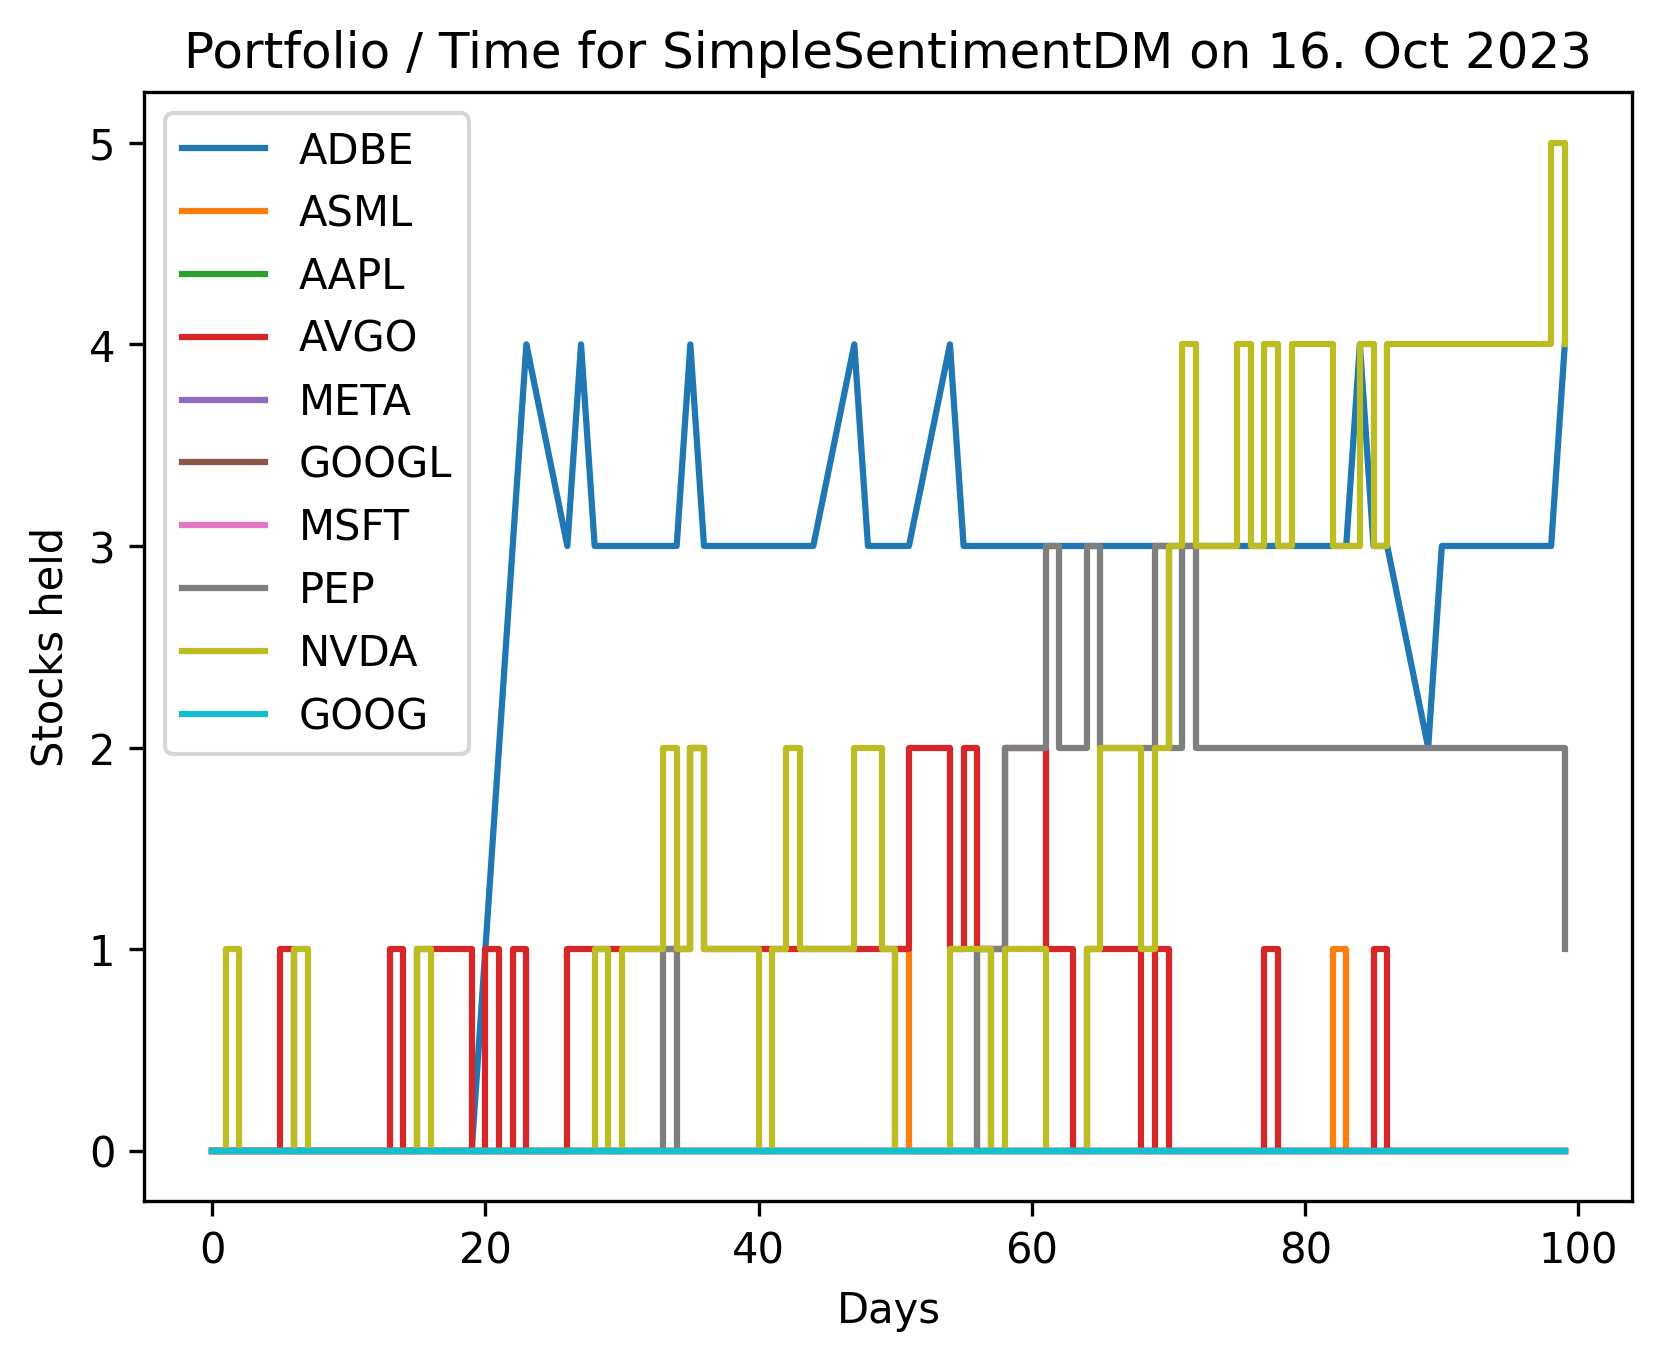 Portfolio / Time for SimpleSentimentDM on 16. Oct 2023
5
4
3
2
1
0
Stocks held
ADBE
ASML
AAPL
AVGO
META
GOOGL
MSFT
PEP
NVDA
GOOG
0 20 40 60 80 100
Days